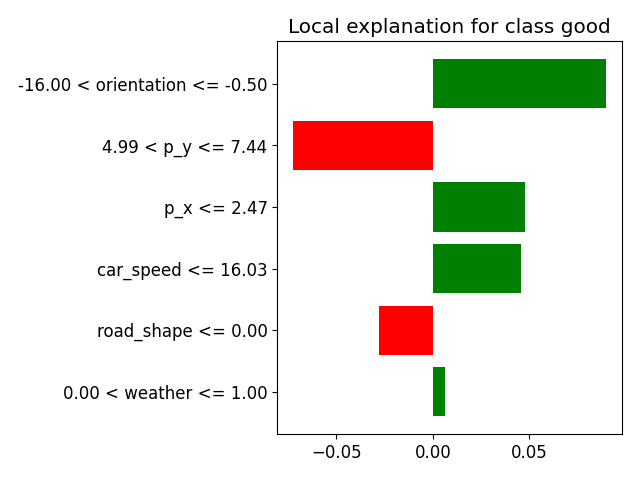 Local explanation for class good
-16.00 < orientation <= -0.50
4.99 < p_y <= 7.44
p_x <= 2.47
car_speed <= 16.03
road_shape <= 0.00
0.00 < weather <= 1.00
−0.05 0.00 0.05